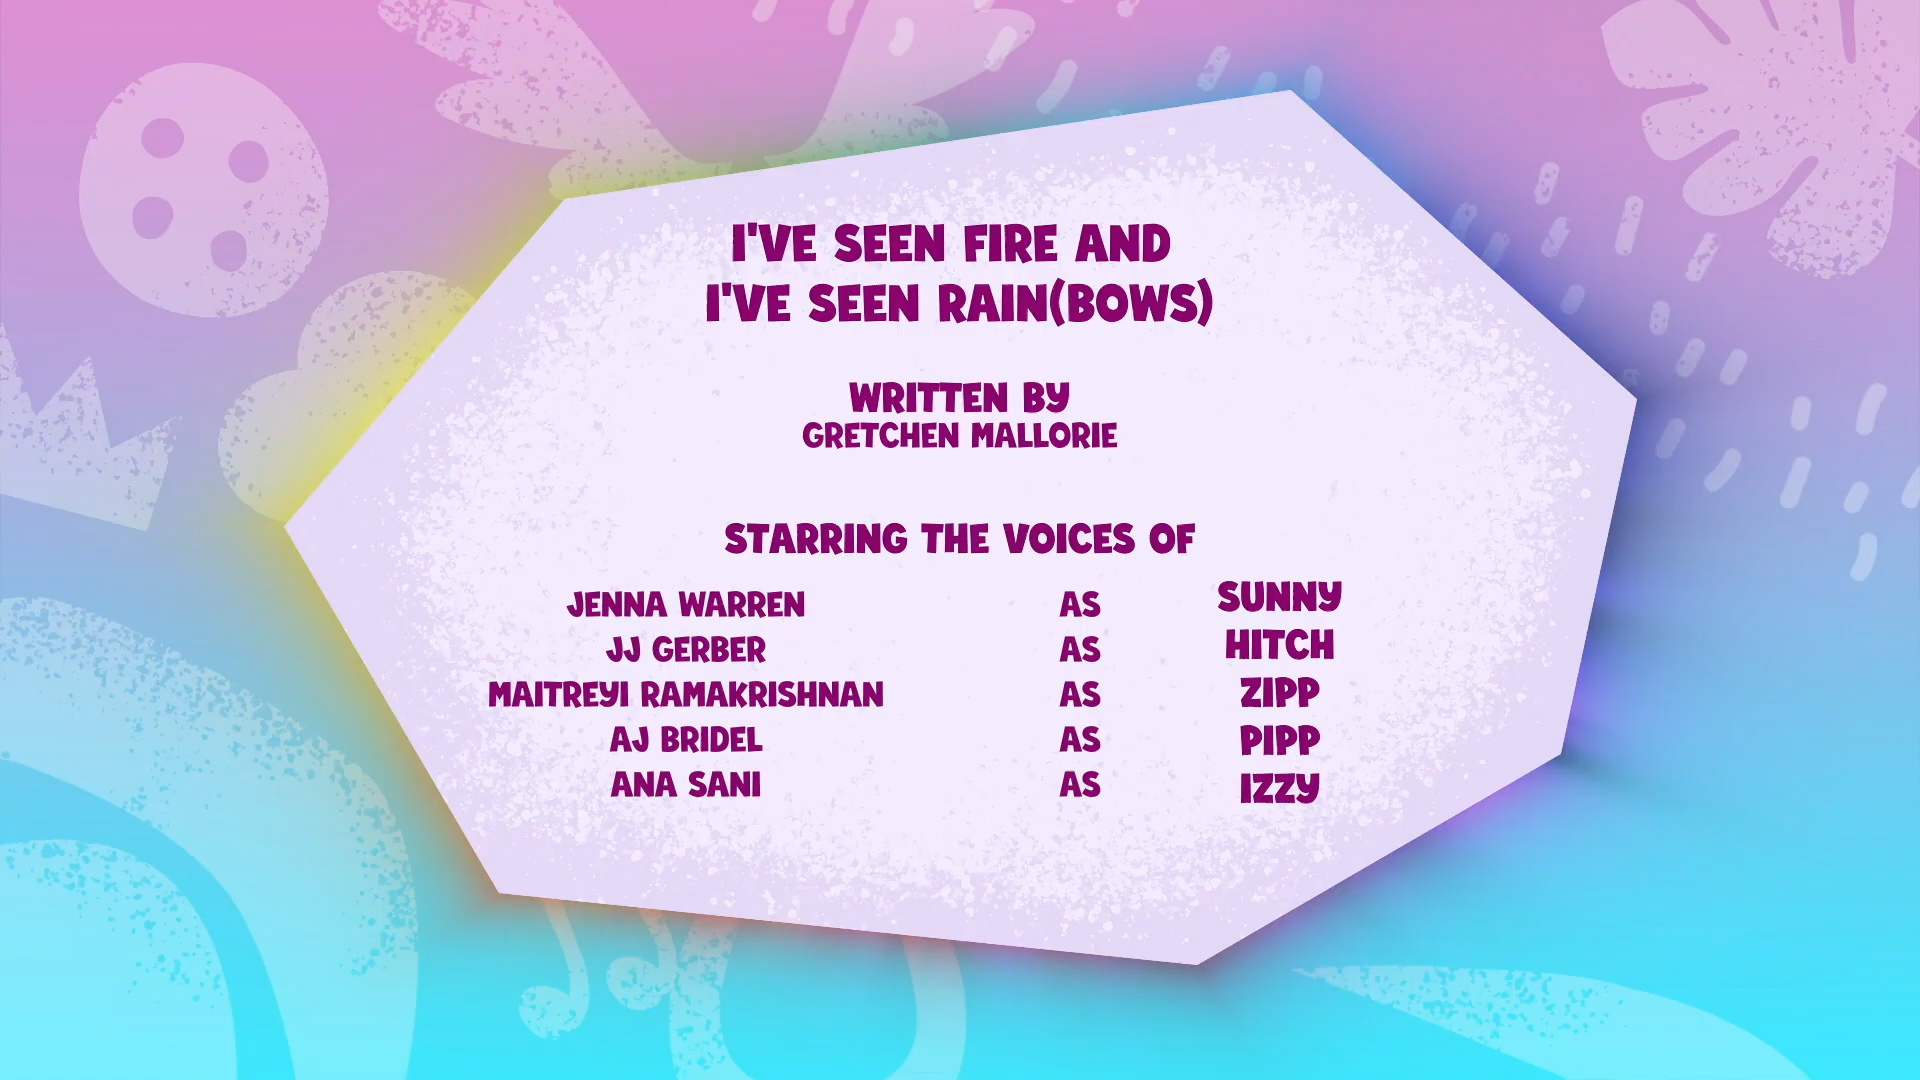 I'VE SEEN FIRE AND
I'VE SEEN RAIN(BOWS)
WRITTEN BY
GRETCHEN MALLORIE
STARRING THE VOICES OF
JENNA WARREN AS SUNNY
JJ GERBER AS HITCH
MAITREYI RAMAKRISHNAN AS ZIPP
AJ BRIDEL AS PIPP
ANA SANI AS IZZY